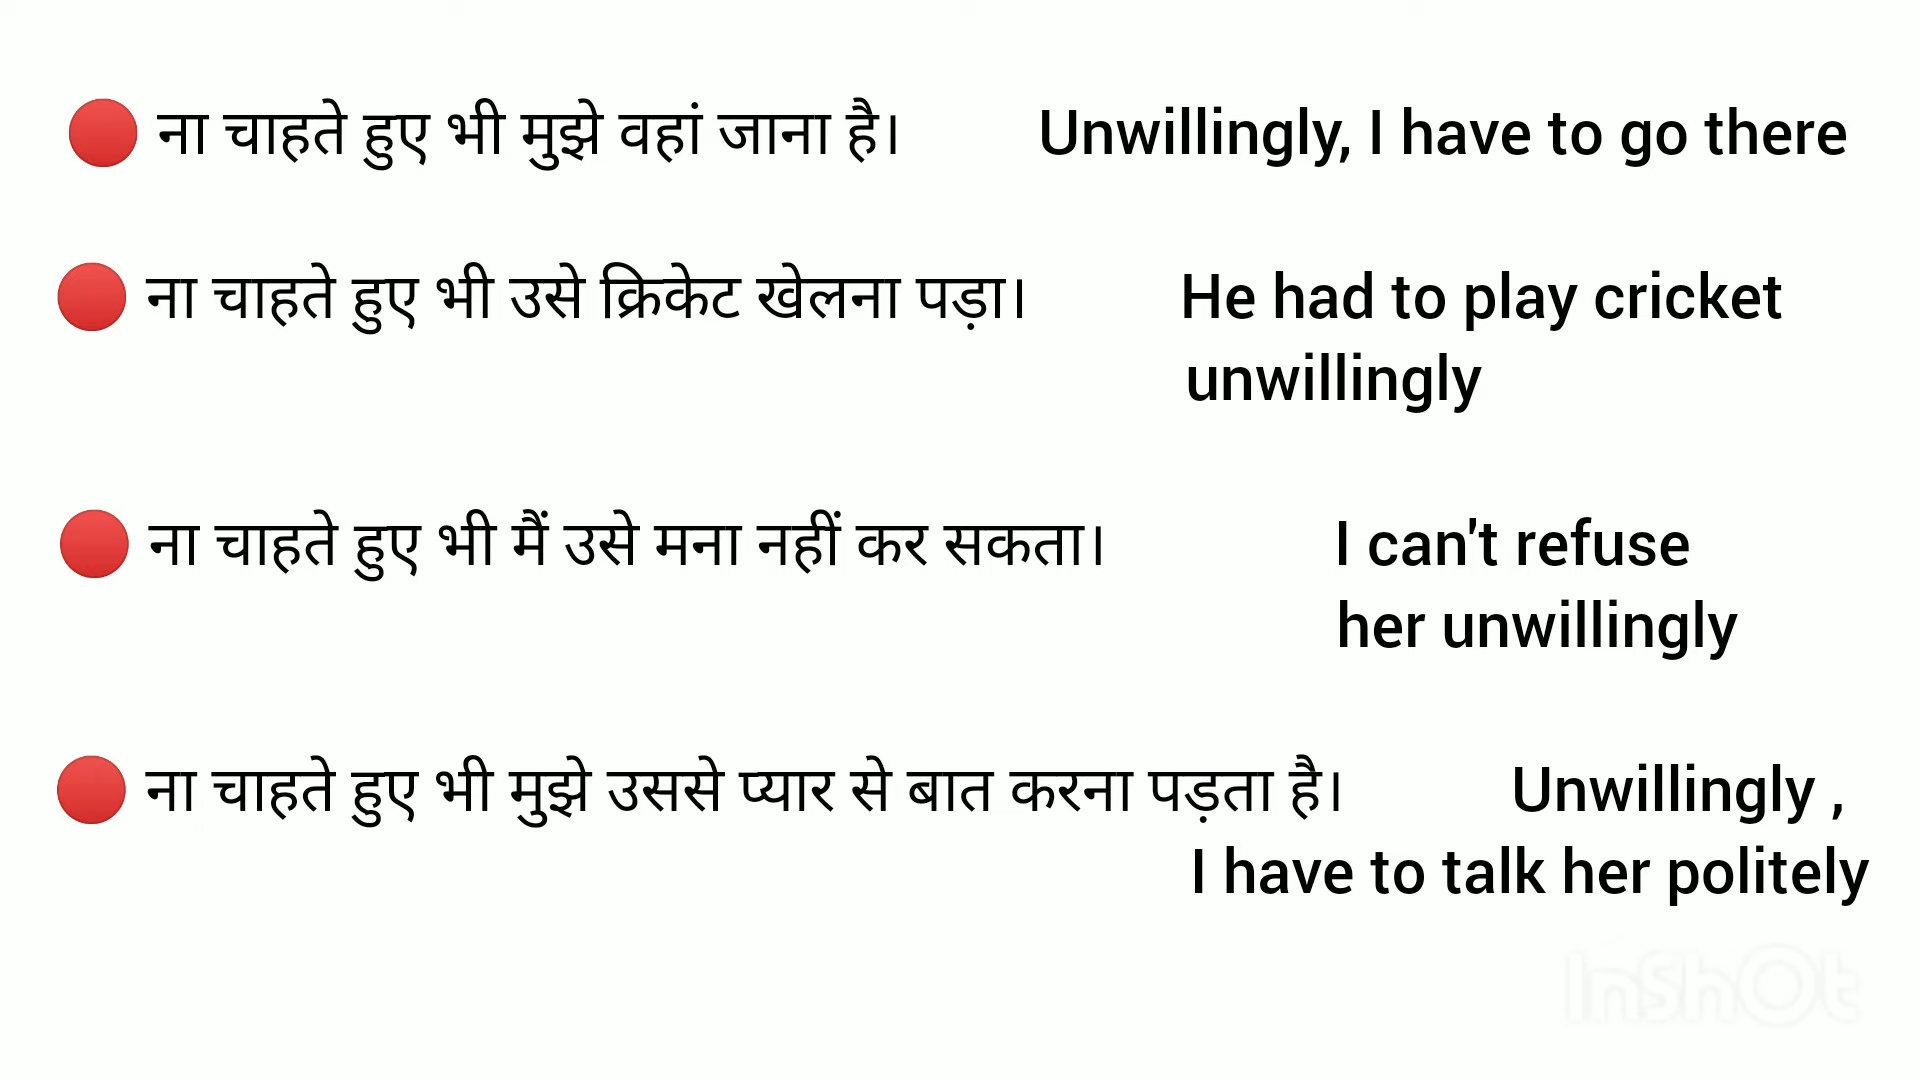 ना चाहते हुए भी मुझे वहां जाना है। Unwillingly, I have to go there
ना चाहते हुए भी उसे क्रिकेट खेलना पड़ा। He had to play cricket
unwillingly
ना चाहते हुए भी मैं उसे मना नहीं कर सकता। I can't refuse
her unwillingly
ना चाहते हुए भी मुझे उससे प्यार से बात करना पड़ता है। Unwillingly ,
I have to talk her politely
InShOt